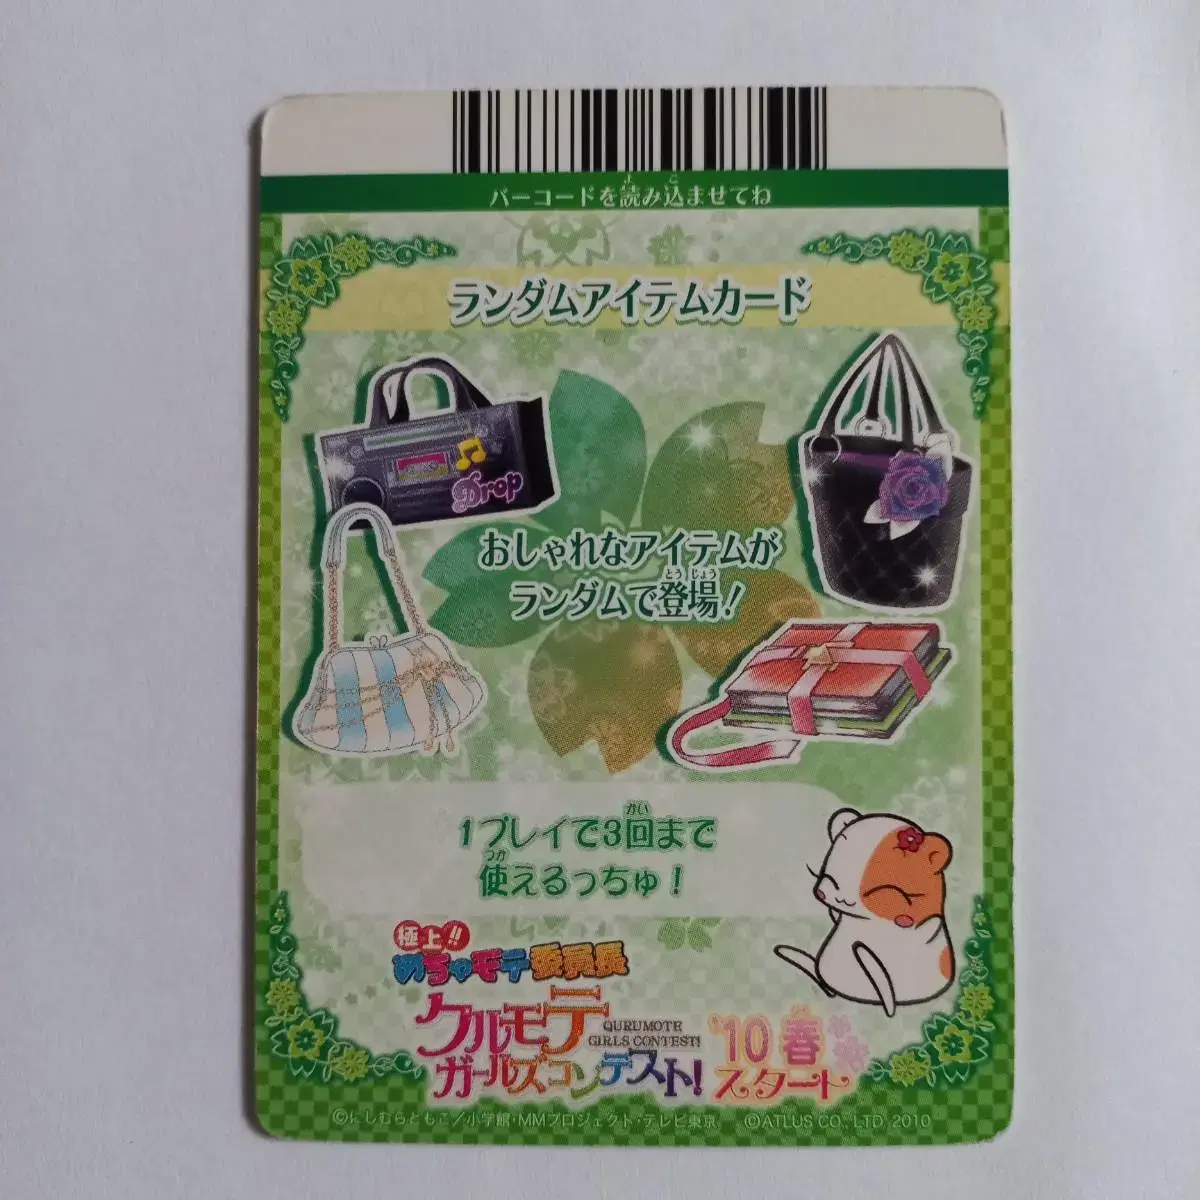 バーコードを読み込ませてね
ランダムアイテムカード
Drop
おしゃれなアイテムが
ランダムで登場!
1プレイで3回まで
使えるっちゅ!
極上!!
めちゃモテ委員長
クルモテ
ガールズコンテスト!
QURUMOTE
GIRLS CONTEST!
'10春
スタート
©にしむらともこ/小学館・MMプロジェクト・テレビ東京 ©ATLUS CO., LTD. 2010